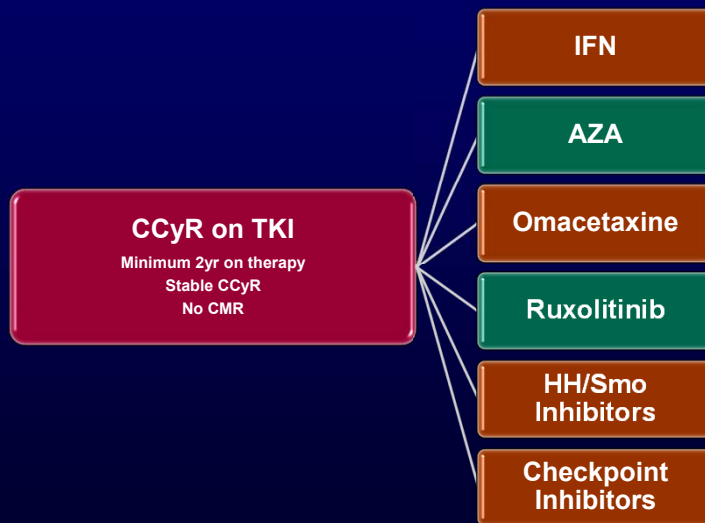 CCyR on TKI
Minimum 2yr on therapy
Stable CCyR
No CMR
IFN
AZA
Omacetaxine
Ruxolitinib
HH/Smo
Inhibitors
Checkpoint
Inhibitors